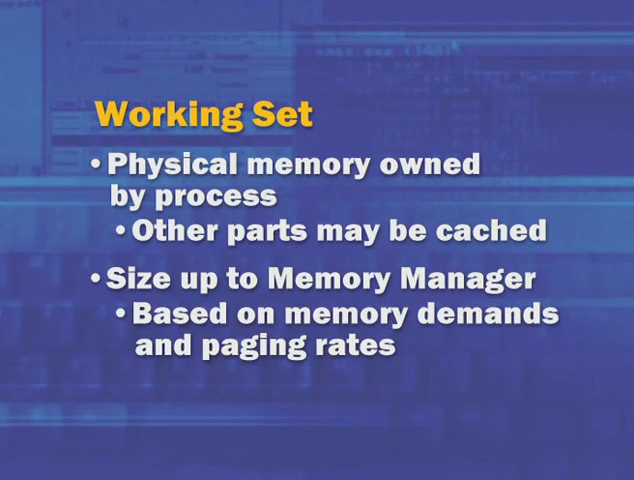 Working Set
•Physical memory owned
by process
•Other parts may be cached
•Size up to Memory Manager
•Based on memory demands
and paging rates